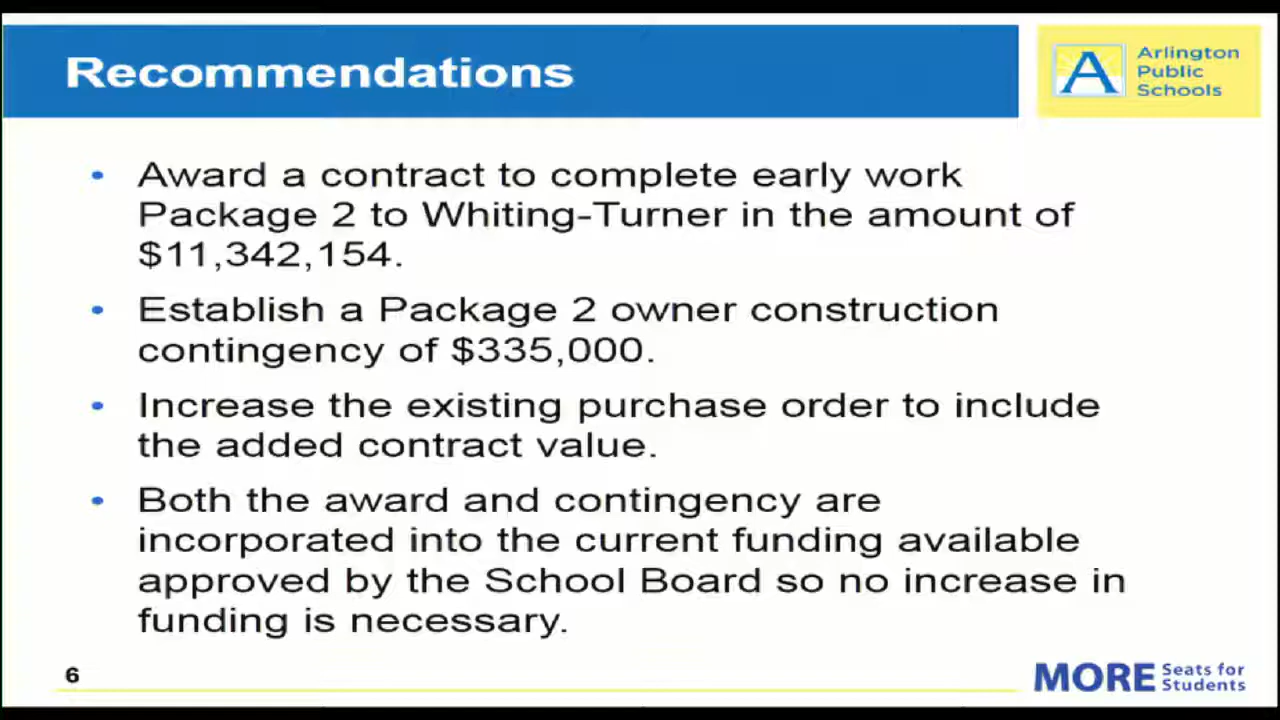 Recommendations
A
Arlington
Public
Schools
• Award a contract to complete early work
Package 2 to Whiting-Turner in the amount of
$11,342,154.
• Establish a Package 2 owner construction
contingency of $335,000.
• Increase the existing purchase order to include
the added contract value.
• Both the award and contingency are
incorporated into the current funding available
approved by the School Board so no increase in
funding is necessary.
6
MORE Seats for
Students